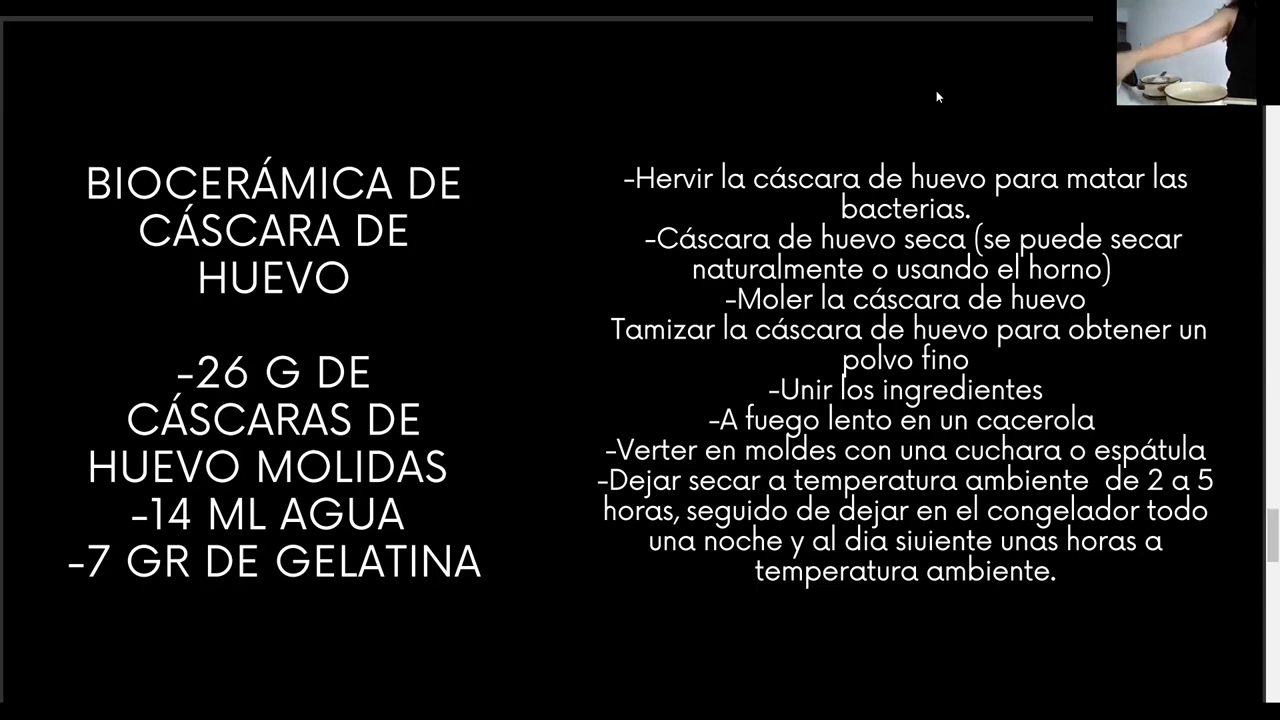 BIOCERÁMICA DE
CÁSCARA DE
HUEVO
-26 G DE
CÁSCARAS DE
HUEVO MOLIDAS
-14 ML AGUA
-7 GR DE GELATINA
-Hervir la cáscara de huevo para matar las
bacterias.
-Cáscara de huevo seca (se puede secar
naturalmente o usando el horno)
-Moler la cáscara de huevo
Tamizar la cáscara de huevo para obtener un
polvo fino
-Unir los ingredientes
-A fuego lento en un cacerola
-Verter en moldes con una cuchara o espátula
-Dejar secar a temperatura ambiente de 2 a 5
horas, seguido de dejar en el congelador todo
una noche y al dia siuiente unas horas a
temperatura ambiente.